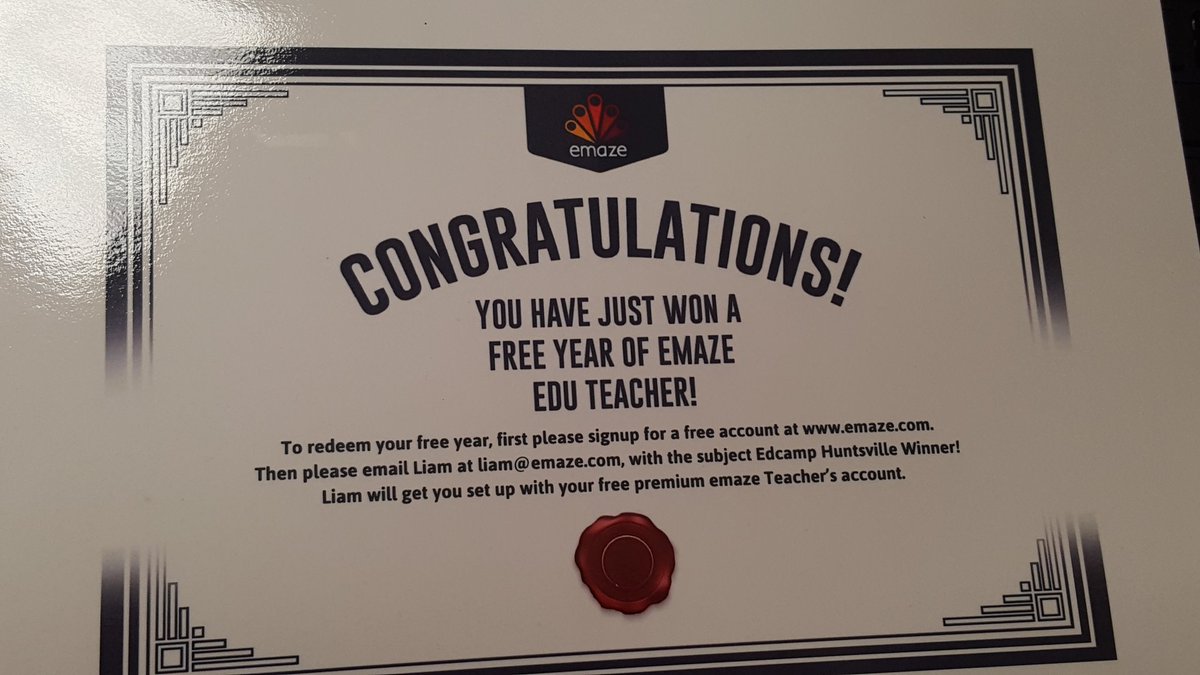 emaze
CONGRATULATIONS!
YOU HAVE JUST WON A
FREE YEAR OF EMAZE
EDU TEACHER!
To redeem your free year, first please signup for a free account at www.emaze.com.
Then please email Liam at liam@emaze.com, with the subject Edcamp Huntsville Winner!
Liam will get you set up with your free premium emaze Teacher's account.